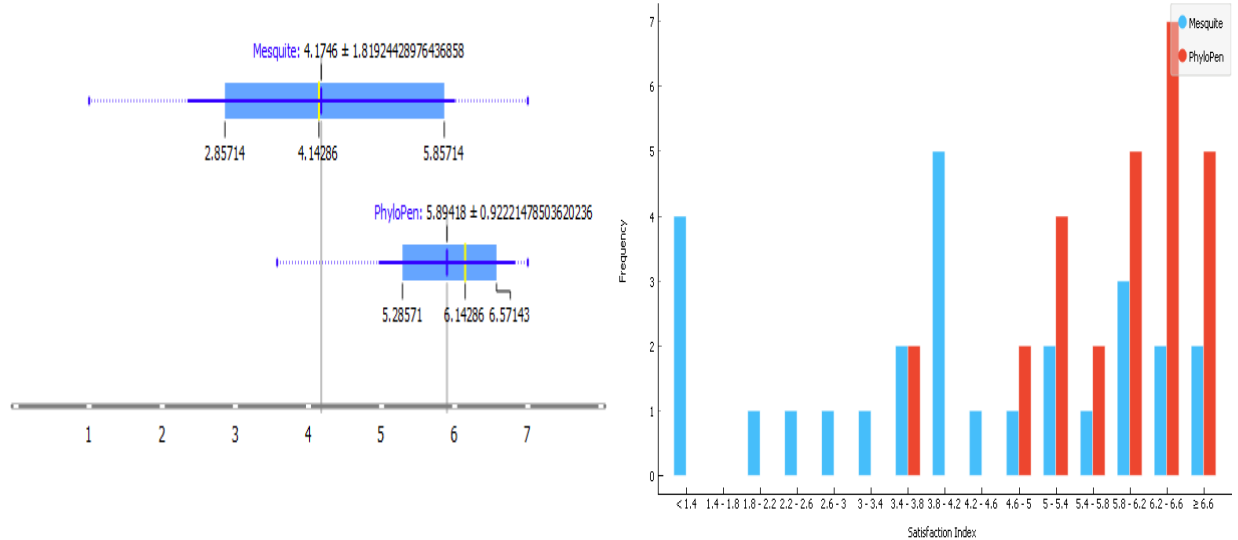 Mesquite: 4.1746 ± 1.81924428976436858
2.85714 4.14286 5.85714
PhyloPen: 5.89418 ± 0.92221478503620236
5.28571 6.14286 6.57143
1 2 3 4 5 6 7
Mesquite
PhyloPen
Frequency
7
6
5
4
3
2
1
0
< 1.4 1.4 - 1.8 1.8 - 2.2 2.2 - 2.6 2.6 - 3 3 - 3.4 3.4 - 3.8 3.8 - 4.2 4.2 - 4.6 4.6 - 5 5 - 5.4 5.4 - 5.8 5.8 - 6.2 6.2 - 6.6 ≥ 6.6
Satisfaction Index